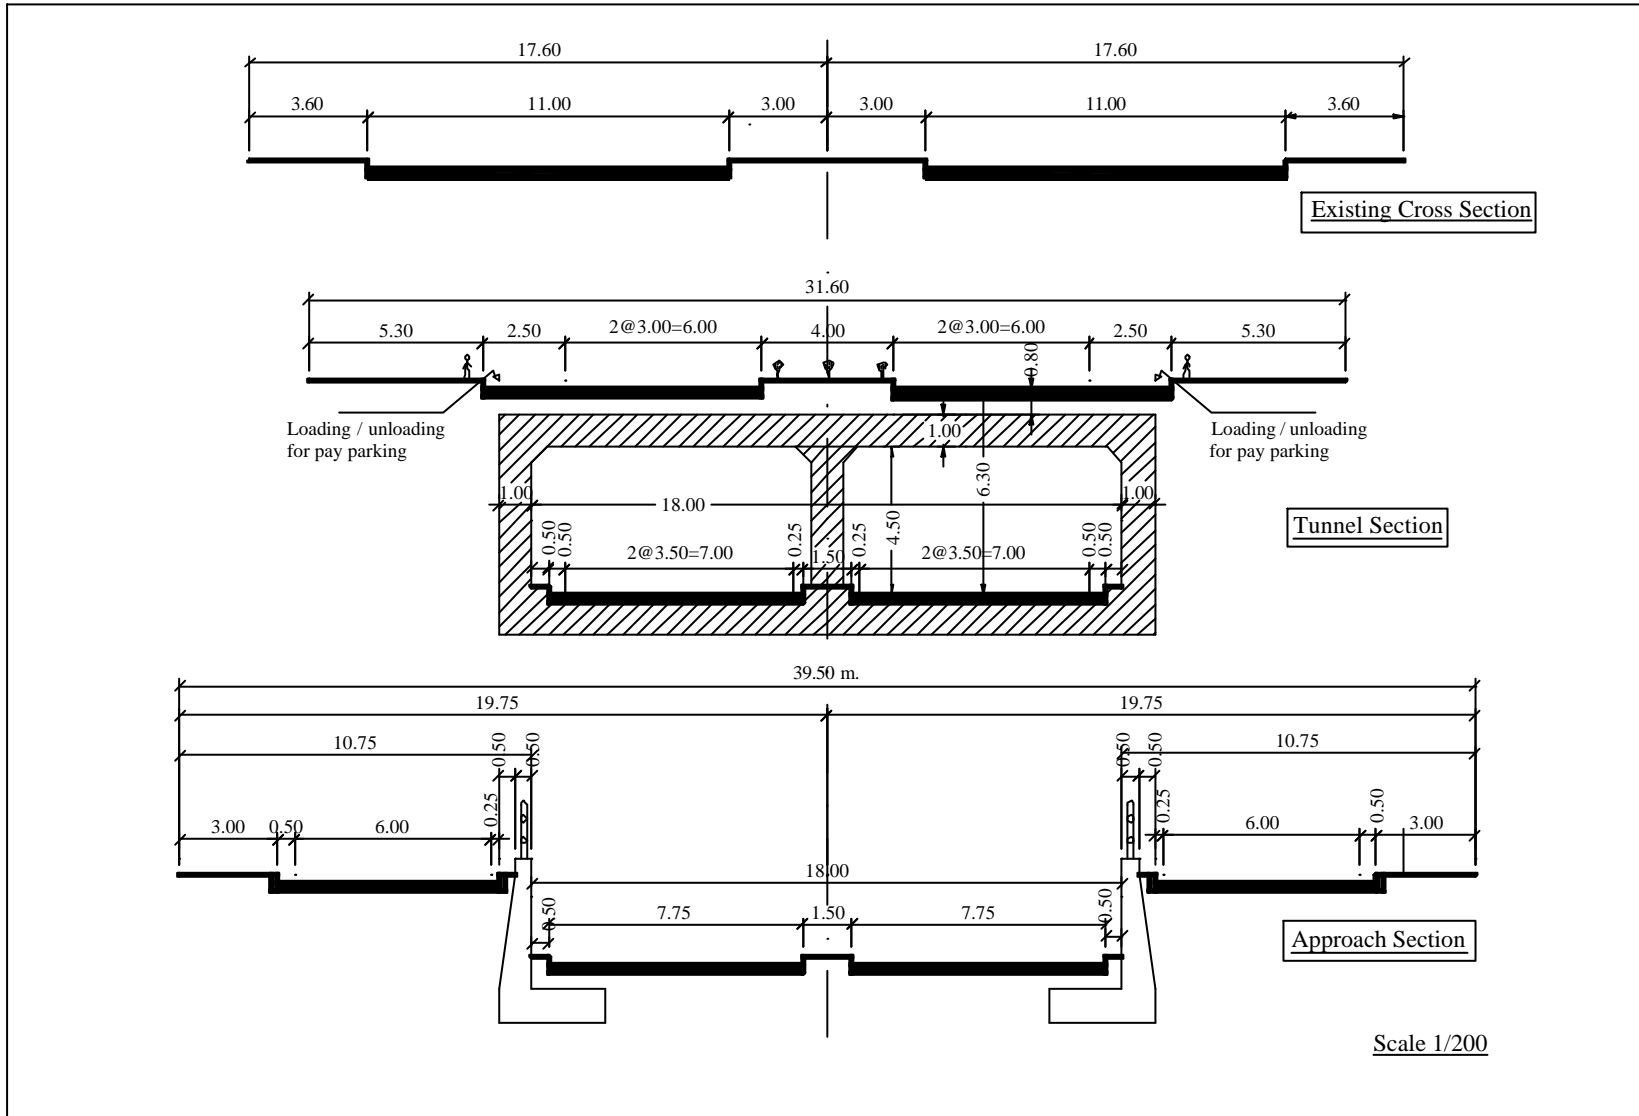 17.60 17.60
3.60 11.00 3.00 3.00 11.00 3.60
Existing Cross Section
31.60
5.30 2.50 2@3.00=6.00 4.00 2@3.00=6.00 2.50 5.30
0.80
Loading / unloading
for pay parking
Loading / unloading
for pay parking
1.00
1.00 18.00 4.50 6.30 1.00
Tunnel Section
0.50 0.50 2@3.50=7.00 0.25 1.50 0.25 2@3.50=7.00 0.50 0.50
39.50 m.
19.75 19.75
10.75 0.50 0.50 0.50 0.50 10.75
3.00 0.50 6.00 0.25 0.25 6.00 0.50 3.00
18.00
0.50 7.75 1.50 7.75 0.50
Approach Section
Scale 1/200